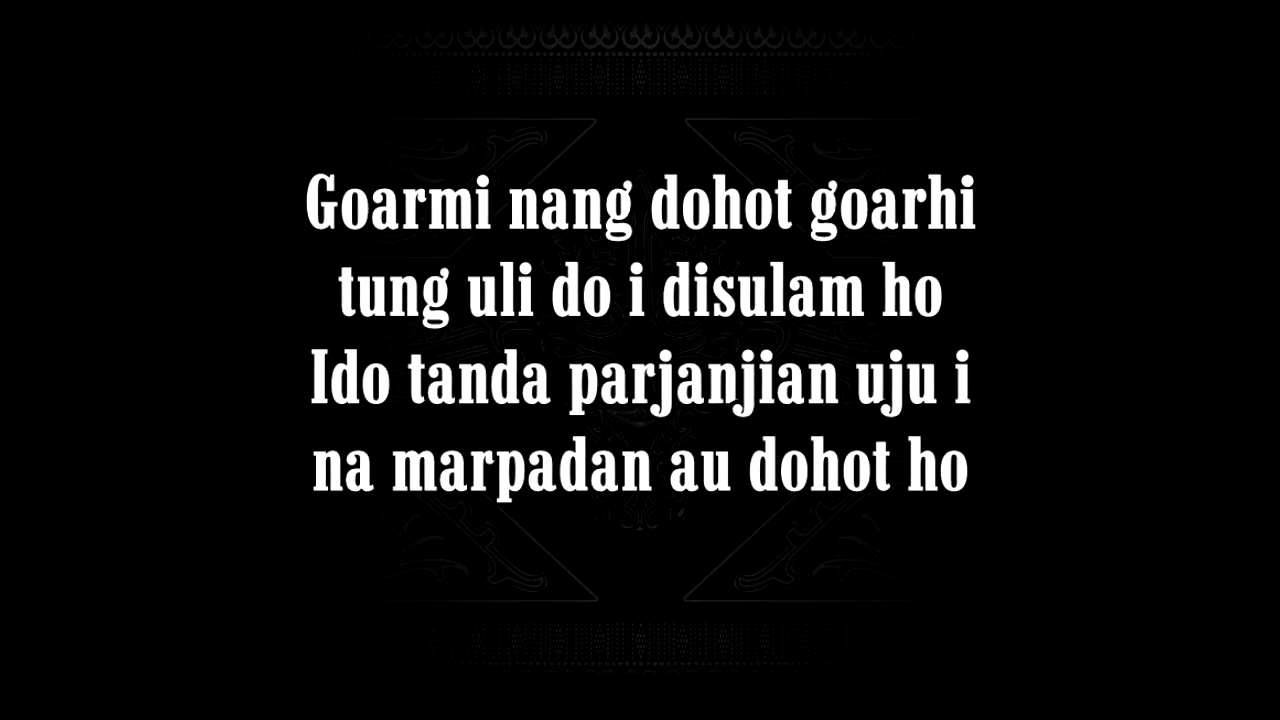 Goarmi nang dohot goarhi
tung uli do i disulam ho
Ido tanda parjanjian uju i
na marpadan au dohot ho